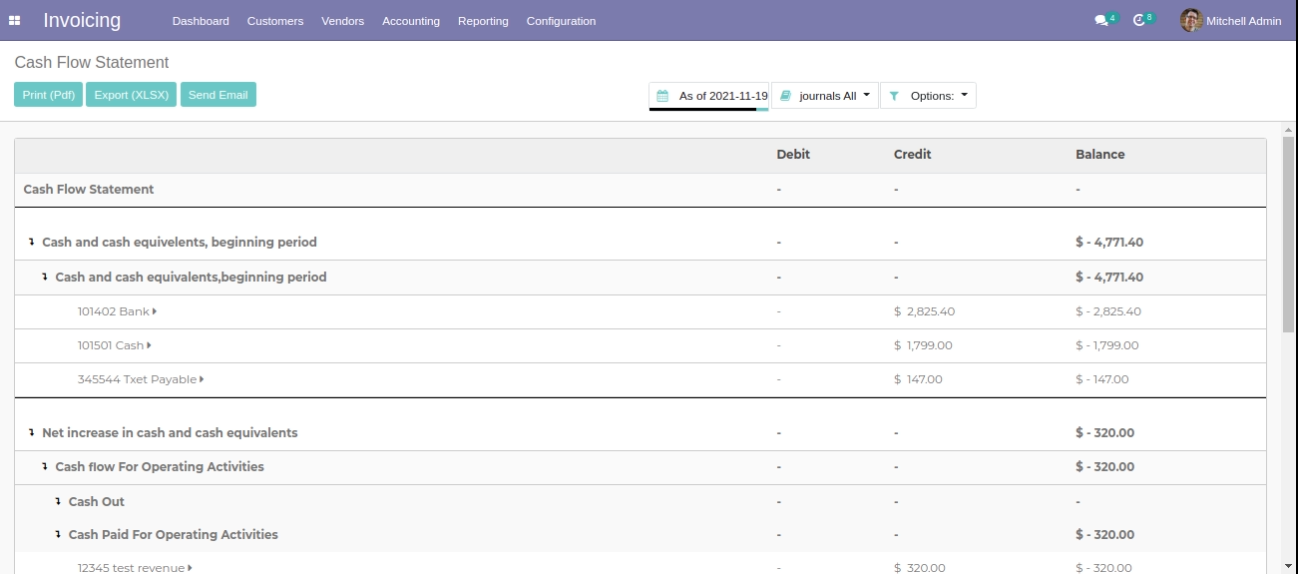 Invoicing Dashboard Customers Vendors Accounting Reporting Configuration 4 8 Mitchell Admin
Cash Flow Statement
Print (Pdf) Export (XLSX) Send Email As of 2021-11-19 journals All Options:
Debit Credit Balance
Cash Flow Statement - - -
Cash and cash equivelents, beginning period - - $ - 4,771.40
Cash and cash equivalents,beginning period - - $ - 4,771.40
101402 Bank - $ 2,825.40 $ - 2,825.40
101501 Cash - $ 1,799.00 $ - 1,799.00
345544 Txet Payable - $ 147.00 $ - 147.00
Net increase in cash and cash equivalents - - $ - 320.00
Cash flow For Operating Activities - - $ - 320.00
Cash Out - - -
Cash Paid For Operating Activities - - $ - 320.00
12345 test revenue - $ 320.00 $ - 320.00